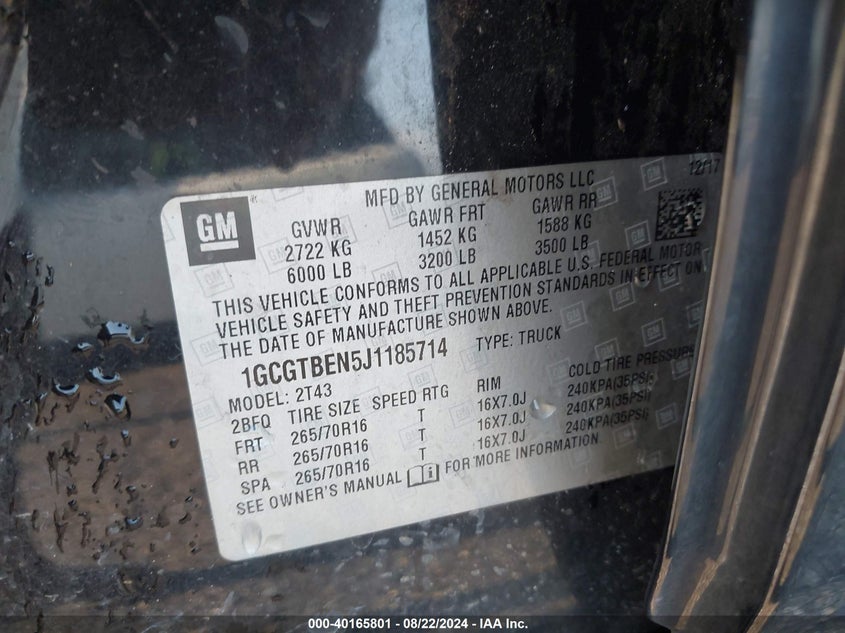 MFD BY GENERAL MOTORS LLC 12/17
GM GVWR GAWR FRT GAWR RR
2722 KG 1452 KG 1588 KG
6000 LB 3200 LB 3500 LB
THIS VEHICLE CONFORMS TO ALL APPLICABLE U.S. FEDERAL MOTOR
VEHICLE SAFETY AND THEFT PREVENTION STANDARDS IN EFFECT ON
THE DATE OF MANUFACTURE SHOWN ABOVE.
1GCGTBEN5J1185714 TYPE: TRUCK
MODEL: 2T43
2BFQ TIRE SIZE SPEED RTG RIM COLD TIRE PRESSURE
FRT 265/70R16 T 16X7.0J 240KPA(35PSI)
RR 265/70R16 T 16X7.0J 240KPA(35PSI)
SPA 265/70R16 T 16X7.0J 240KPA(35PSI)
SEE OWNER'S MANUAL FOR MORE INFORMATION.
000-40165801 - 08/22/2024 - IAA Inc.